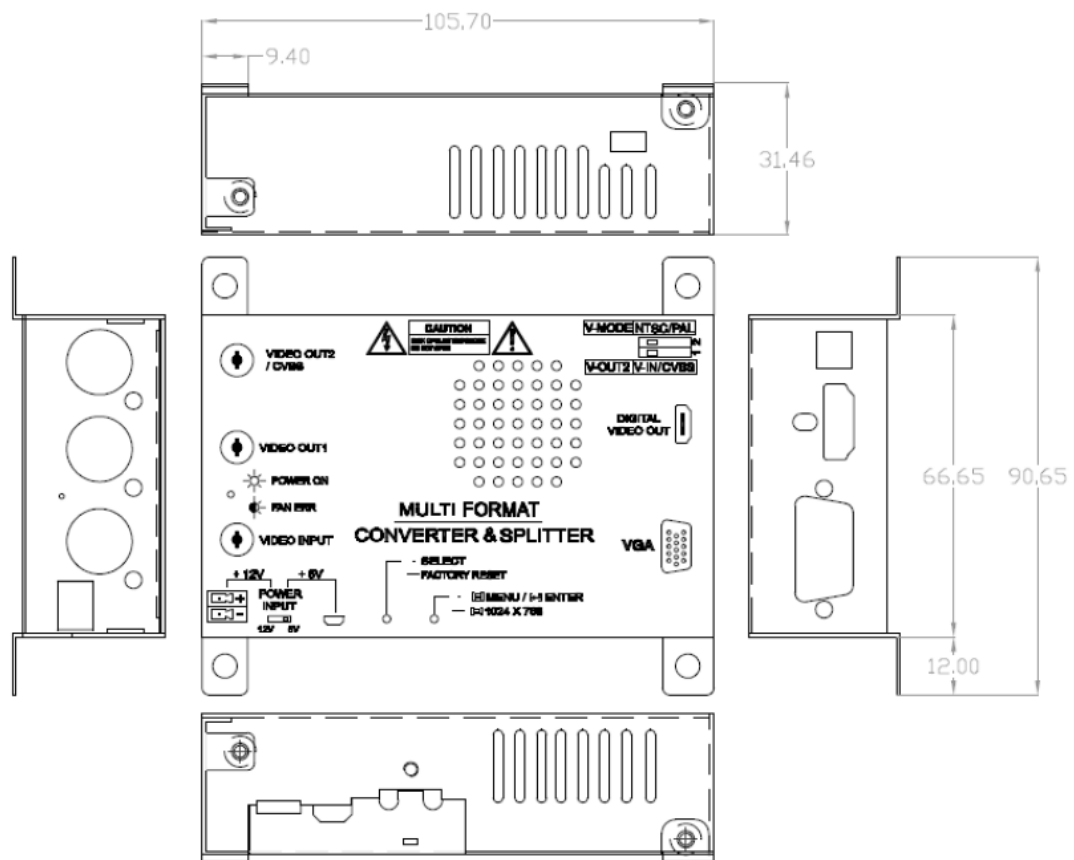 105,70
9.40
31,46
CAUTION
V-MODE NTSC/PAL
2
1
V-OUT2 V-IN/CVBS
VIDEO OUT2
/ CVBS
DIGITAL
VIDEO OUT
VIDEO OUT1
POWER ON
FAN ERR
MULTI FORMAT
CONVERTER & SPLITTER
VIDEO INPUT
VGA
66,65
90,65
SELECT
FACTORY RESET
+ 12V
+ 5V
POWER
INPUT
+
-
12V 5V
MENU / ENTER
1024 X 768
12.00